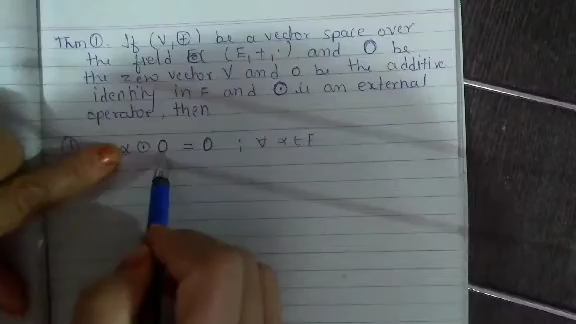 Thm ①. If (V, ⊕) be a vector space over
the field (F, +, ·) and O be
the zero vector V and 0 be the additive
identity in F and ⊙ is an external
operator, then
① α ⊙ O = O ; ∀ α ∈ F